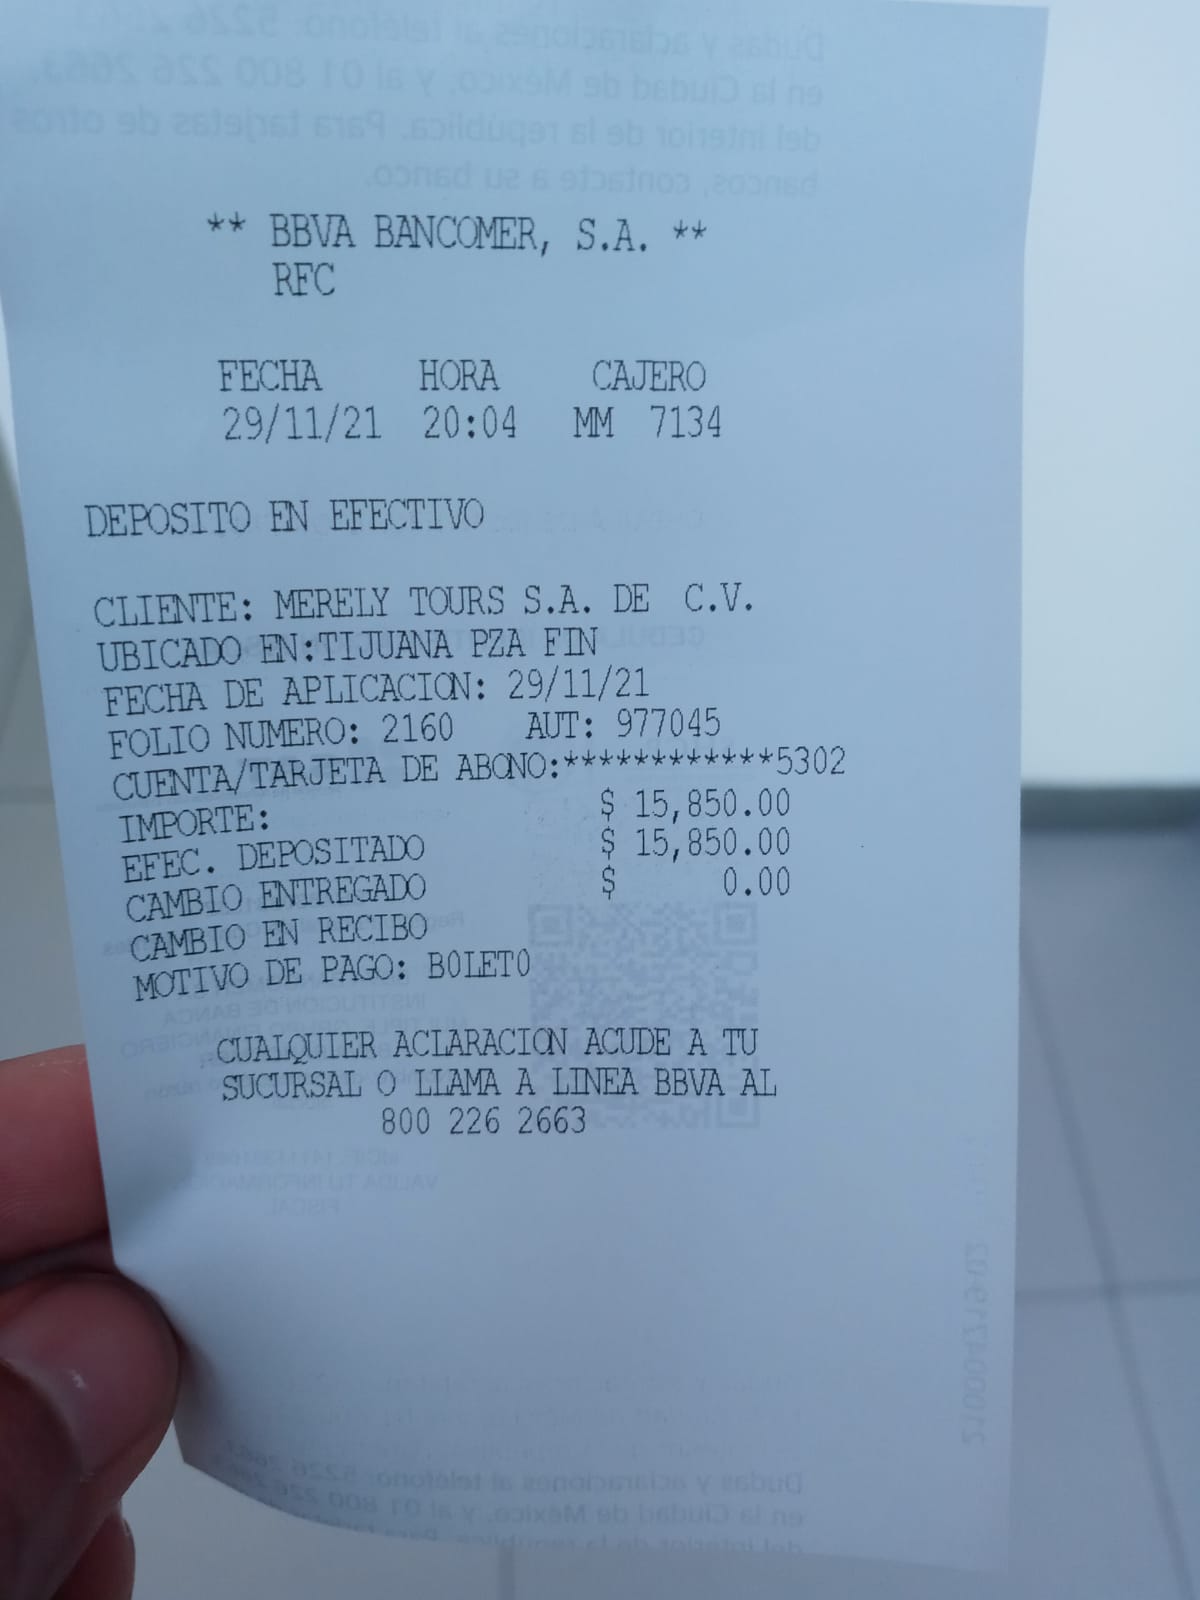 ** BBVA BANCOMER, S.A. **
RFC
FECHA HORA CAJERO
29/11/21 20:04 MM 7134
DEPOSITO EN EFECTIVO
CLIENTE: MERELY TOURS S.A. DE C.V.
UBICADO EN:TIJUANA PZA FIN
FECHA DE APLICACION: 29/11/21
FOLIO NUMERO: 2160 AUT: 977045
CUENTA/TARJETA DE ABONO:************5302
IMPORTE: $ 15,850.00
EFEC. DEPOSITADO $ 15,850.00
CAMBIO ENTREGADO $ 0.00
CAMBIO EN RECIBO
MOTIVO DE PAGO: B0LET0
CUALQUIER ACLARACION ACUDE A TU
SUCURSAL O LLAMA A LINEA BBVA AL
800 226 2663